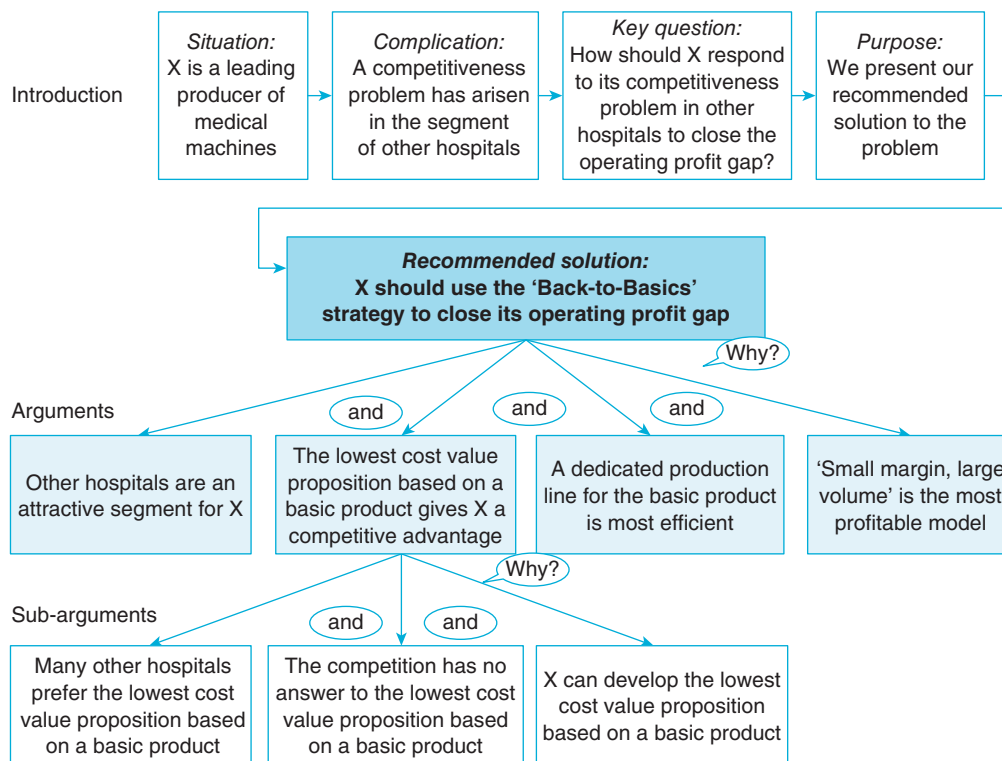 Introduction
Situation:
X is a leading
producer of
medical
machines
Complication:
A competitiveness
problem has arisen
in the segment
of other hospitals
Key question:
How should X respond
to its competitiveness
problem in other
hospitals to close the
operating profit gap?
Purpose:
We present our
recommended
solution to the
problem
Recommended solution:
X should use the ‘Back-to-Basics’
strategy to close its operating profit gap
Why?
Arguments
and
and
and
Other hospitals are an
attractive segment for X
The lowest cost value
proposition based on a
basic product gives X a
competitive advantage
A dedicated production
line for the basic product
is most efficient
‘Small margin, large
volume’ is the most
profitable model
Why?
Sub-arguments
and
and
Many other hospitals
prefer the lowest cost
value proposition based
on a basic product
The competition has no
answer to the lowest cost
value proposition based
on a basic product
X can develop the lowest
cost value proposition
based on a basic product